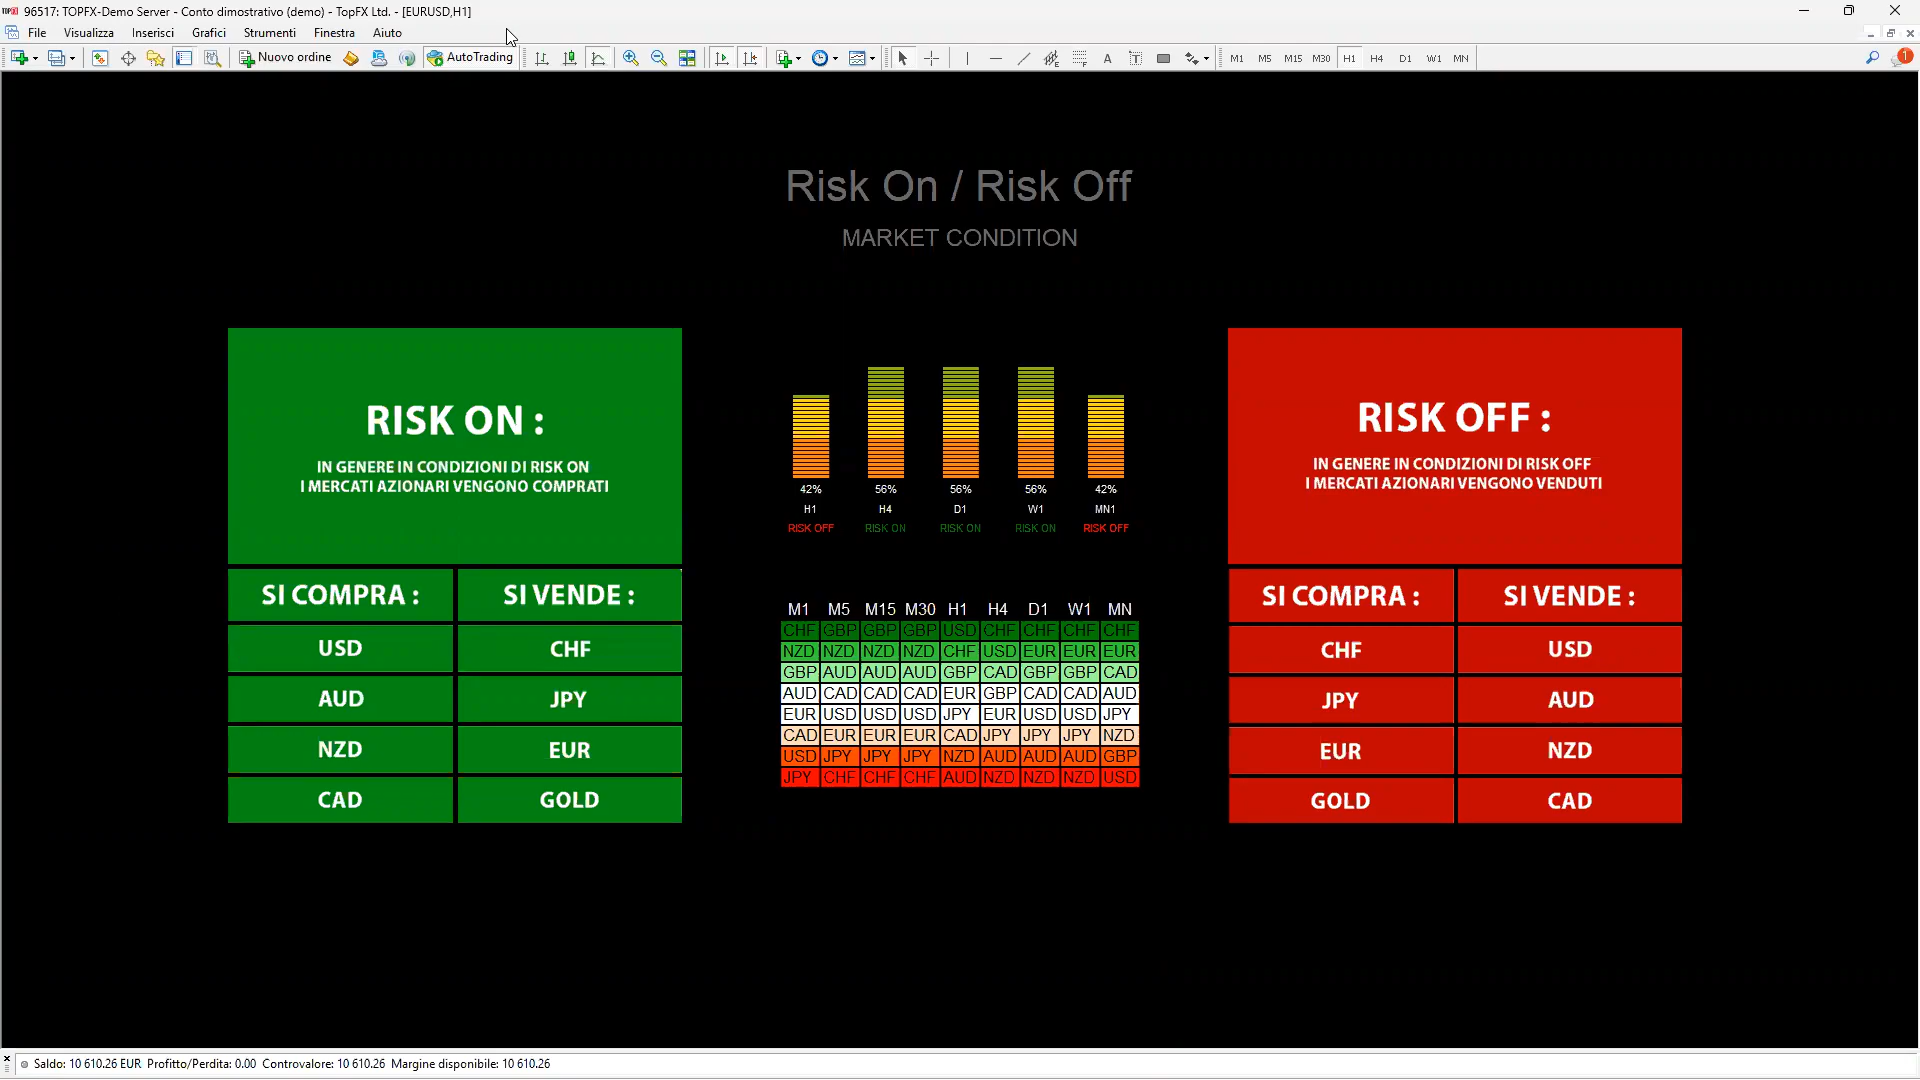 96517: TOPFX-Demo Server - Conto dimostrativo (demo) - TopFX Ltd. - [EURUSD,H1]
File Visualizza Inserisci Grafici Strumenti Finestra Aiuto
Nuovo ordine AutoTrading M1 M5 M15 M30 H1 H4 D1 W1 MN 1
Risk On / Risk Off
MARKET CONDITION
RISK ON :
IN GENERE IN CONDIZIONI DI RISK ON
I MERCATI AZIONARI VENGONO COMPRATI
SI COMPRA : SI VENDE :
USD CHF
AUD JPY
NZD EUR
CAD GOLD
42% 56% 56% 56% 42%
H1 H4 D1 W1 MN1
RISK OFF RISK ON RISK ON RISK ON RISK OFF
M1 M5 M15 M30 H1 H4 D1 W1 MN
CHF GBP GBP GBP USD CHF CHF CHF CHF
NZD NZD NZD NZD CHF USD EUR EUR EUR
GBP AUD AUD AUD GBP CAD GBP GBP CAD
AUD CAD CAD CAD EUR GBP CAD CAD AUD
EUR USD USD USD JPY EUR USD USD JPY
CAD EUR EUR EUR CAD JPY JPY JPY NZD
USD JPY JPY JPY NZD AUD AUD AUD GBP
JPY CHF CHF CHF AUD NZD NZD NZD USD
RISK OFF :
IN GENERE IN CONDIZIONI DI RISK OFF
I MERCATI AZIONARI VENGONO VENDUTI
SI COMPRA : SI VENDE :
CHF USD
JPY AUD
EUR NZD
GOLD CAD
Saldo: 10 610.26 EUR Profitto/Perdita: 0.00 Controvalore: 10 610.26 Margine disponibile: 10 610.26